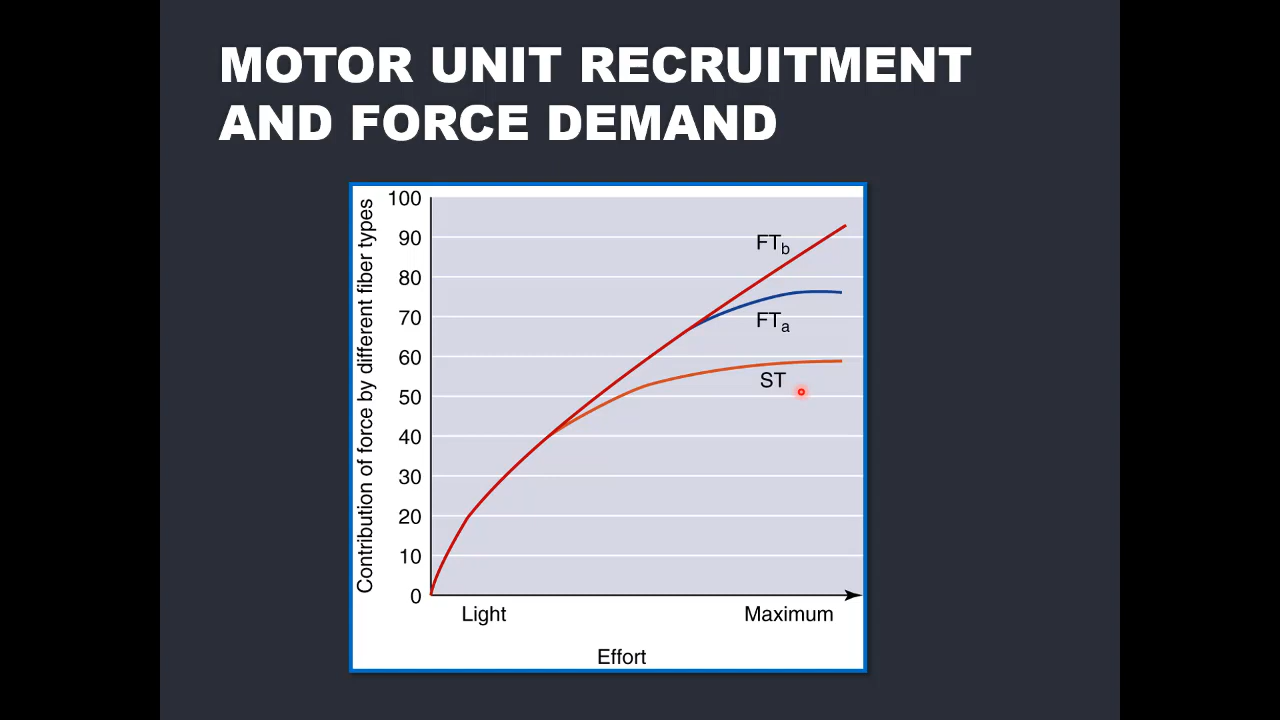 MOTOR UNIT RECRUITMENT
AND FORCE DEMAND
Contribution of force by different fiber types
100
90
80
70
60
50
40
30
20
10
0
FTb
FTa
ST
Light
Maximum
Effort